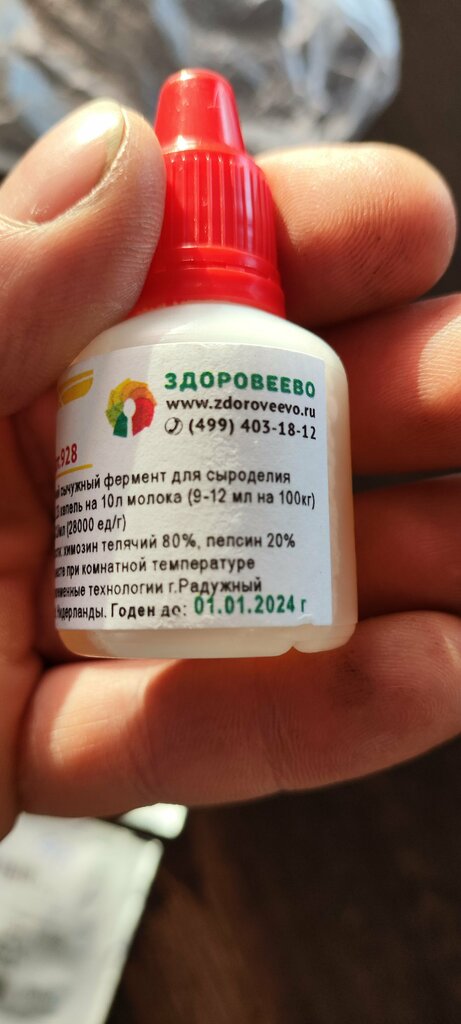 ЗДОРОВЕЕВО
www.zdoroveevo.ru
(499) 403-18-12
928
сычужный фермент для сыроделия
капель на 10л молока (9-12 мл на 100кг)
мл (28000 ед/г)
химозин телячий 80%, пепсин 20%
при комнатной температуре
технологии г.Радужный
Нидерланды. Годен до: 01.01.2024 г